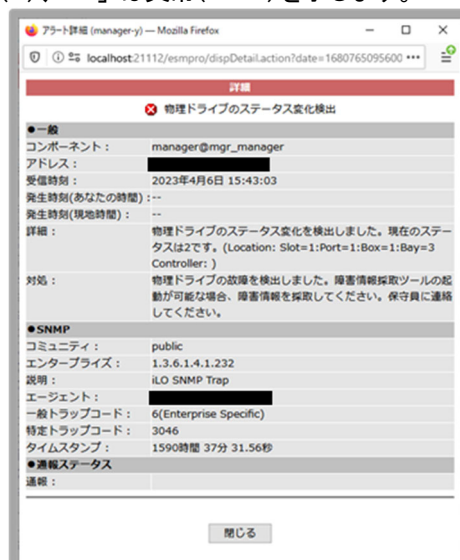 アラート詳細 (manager-y) — Mozilla Firefox
localhost:21112/esmpro/dispDetail.action?date=1680765095600
詳細
物理ドライブのステータス変化検出
●一般
コンポーネント： manager@mgr_manager
アドレス：
受信時刻： 2023年4月6日 15:43:03
発生時刻(あなたの時間)：--
発生時刻(現地時間)： --
詳細： 物理ドライブのステータス変化を検出しました。現在のステー
タスは2です。(Location: Slot=1:Port=1:Box=1:Bay=3
Controller: )
対処： 物理ドライブの故障を検出しました。障害情報採取ツールの起
動が可能な場合、障害情報を採取してください。保守員に連絡
してください。
●SNMP
コミュニティ： public
エンタープライズ： 1.3.6.1.4.1.232
説明： iLO SNMP Trap
エージェント：
一般トラップコード： 6(Enterprise Specific)
特定トラップコード： 3046
タイムスタンプ： 1590時間 37分 31.56秒
●通報ステータス
通報：
閉じる